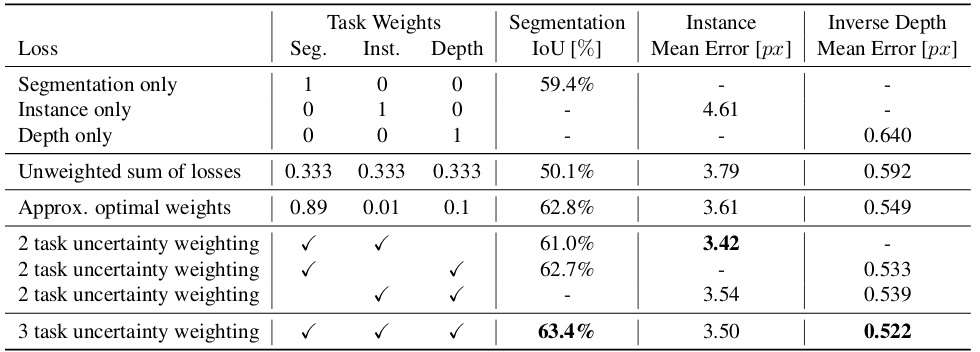 Task Weights Segmentation Instance Inverse Depth
Loss Seg. Inst. Depth IoU [%] Mean Error [px] Mean Error [px]
Segmentation only 1 0 0 59.4% - -
Instance only 0 1 0 - 4.61 -
Depth only 0 0 1 - - 0.640
Unweighted sum of losses 0.333 0.333 0.333 50.1% 3.79 0.592
Approx. optimal weights 0.89 0.01 0.1 62.8% 3.61 0.549
2 task uncertainty weighting ✓ ✓ 61.0% 3.42 -
2 task uncertainty weighting ✓ ✓ 62.7% - 0.533
2 task uncertainty weighting ✓ ✓ - 3.54 0.539
3 task uncertainty weighting ✓ ✓ ✓ 63.4% 3.50 0.522